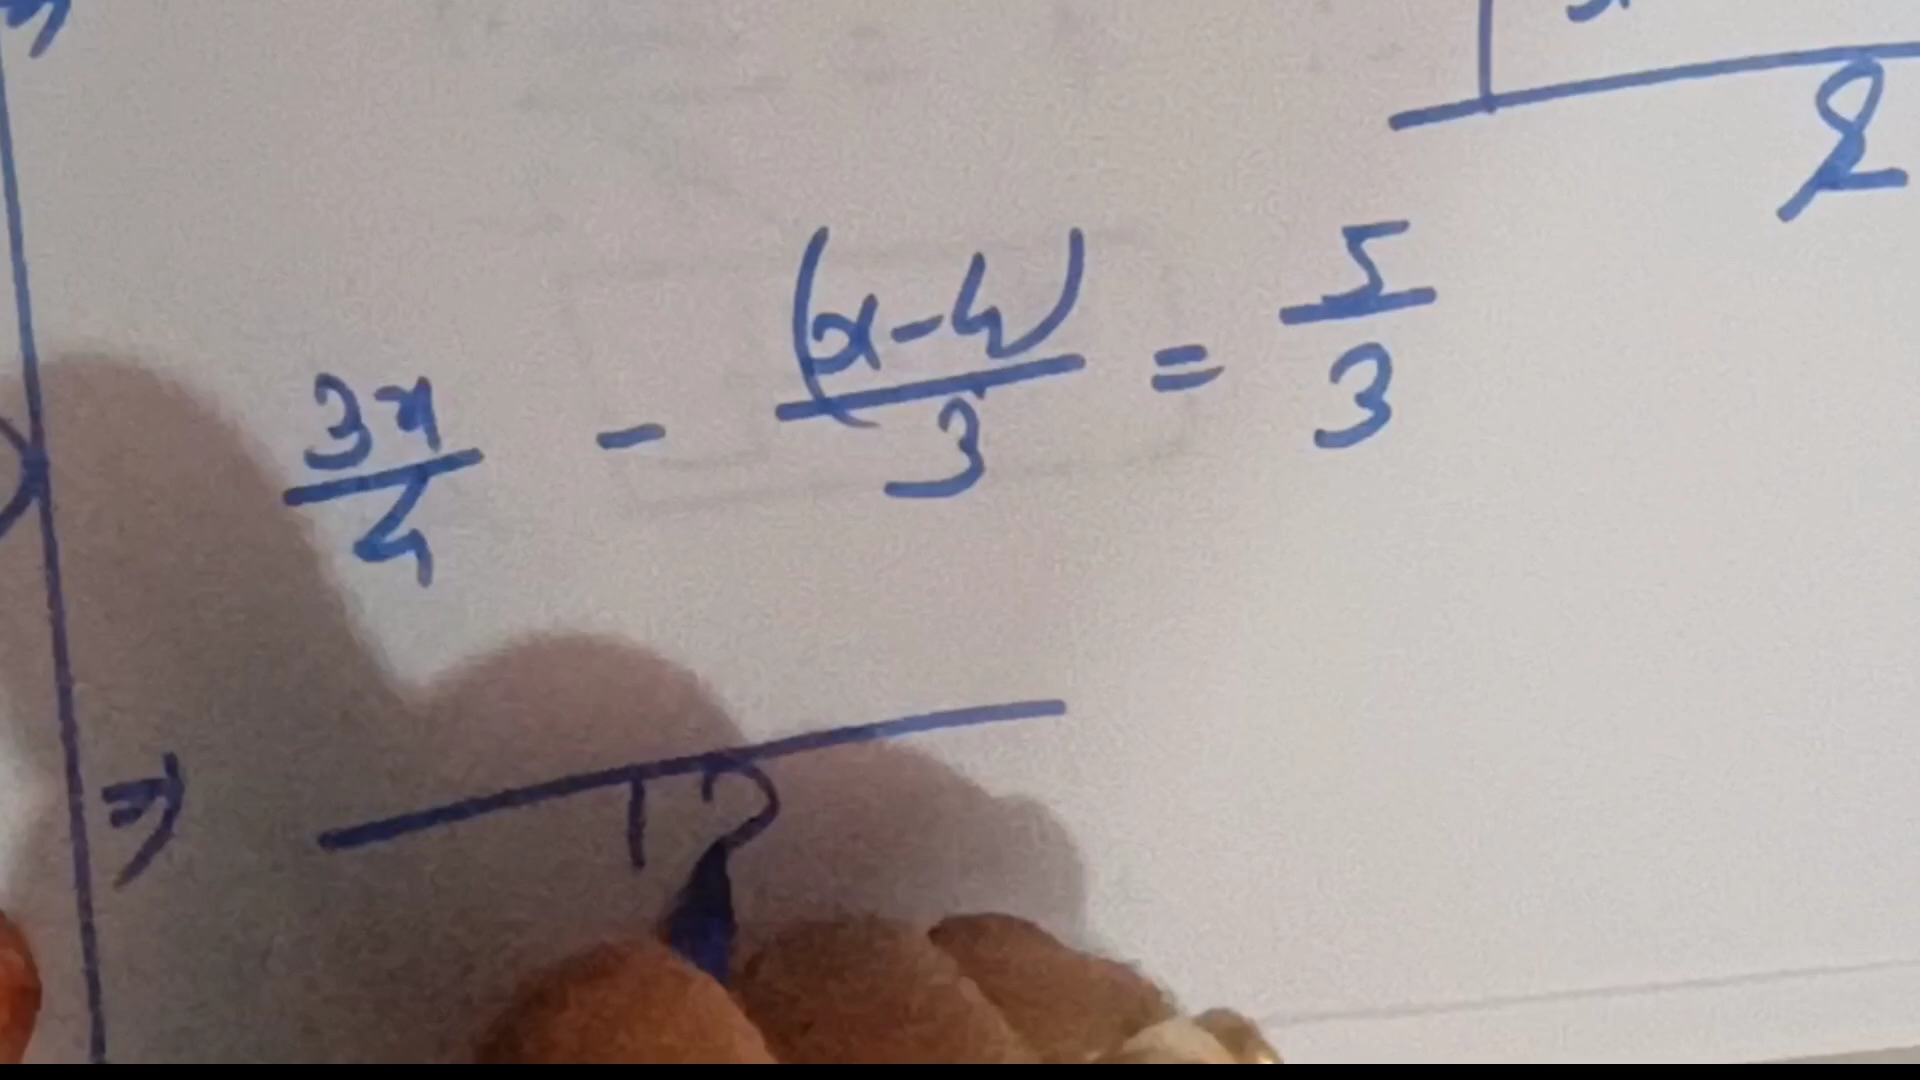 2
3x/4 - (x-4)/3 = 5/3
⇒ 12